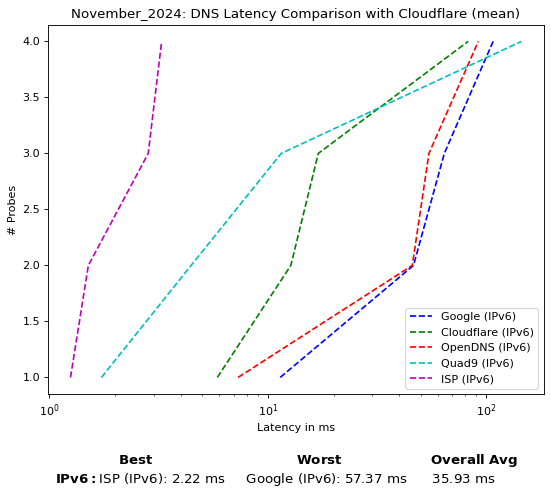 November_2024: DNS Latency Comparison with Cloudflare (mean)
4.0
3.5
3.0
2.5
2.0
1.5
1.0
# Probes
10⁰
10¹
10²
Latency in ms
Google (IPv6)
Cloudflare (IPv6)
OpenDNS (IPv6)
Quad9 (IPv6)
ISP (IPv6)
Best Worst Overall Avg
IPv6: ISP (IPv6): 2.22 ms Google (IPv6): 57.37 ms 35.93 ms